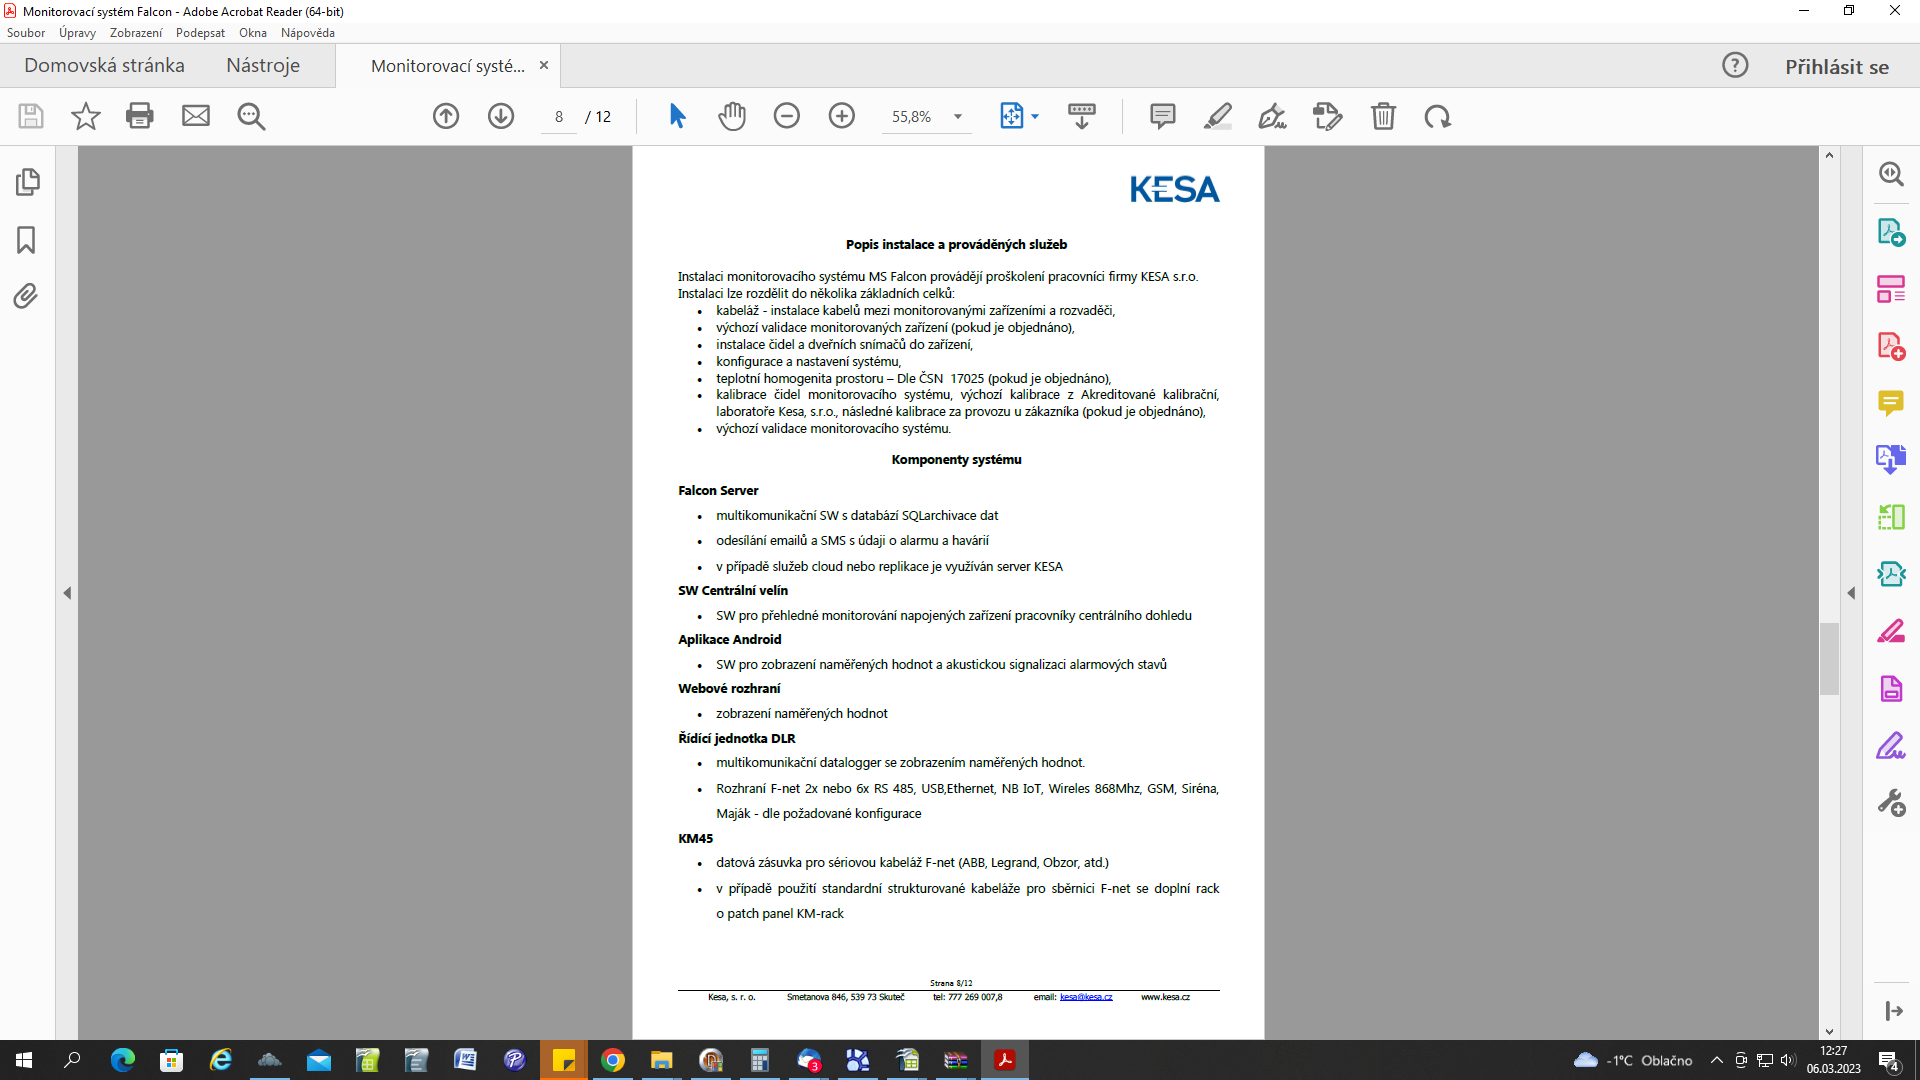 Monitorovací systém Falcon - Adobe Acrobat Reader (64-bit)
Soubor Úpravy Zobrazení Podepsat Okna Nápověda
Domovská stránka Nástroje Monitorovací systé... Přihlásit se
8 / 12 55,8%
KESA
Popis instalace a prováděných služeb
Instalaci monitorovacího systému MS Falcon provádějí proškolení pracovníci firmy KESA s.r.o.
Instalaci lze rozdělit do několika základních celků:
• kabeláž - instalace kabelů mezi monitorovanými zařízeními a rozvaděči,
• výchozí validace monitorovaných zařízení (pokud je objednáno),
• instalace čidel a dveřních snímačů do zařízení,
• konfigurace a nastavení systému,
• teplotní homogenita prostoru – Dle ČSN 17025 (pokud je objednáno),
• kalibrace čidel monitorovacího systému, výchozí kalibrace z Akreditované kalibrační,
laboratoře Kesa, s.r.o., následné kalibrace za provozu u zákazníka (pokud je objednáno),
• výchozí validace monitorovacího systému.
Komponenty systému
Falcon Server
• multikomunikační SW s databází SQLarchivace dat
• odesílání emailů a SMS s údaji o alarmu a havárií
• v případě služeb cloud nebo replikace je využíván server KESA
SW Centrální velín
• SW pro přehledné monitorování napojených zařízení pracovníky centrálního dohledu
Aplikace Android
• SW pro zobrazení naměřených hodnot a akustickou signalizaci alarmových stavů
Webové rozhraní
• zobrazení naměřených hodnot
Řídící jednotka DLR
• multikomunikační datalogger se zobrazením naměřených hodnot.
• Rozhraní F-net 2x nebo 6x RS 485, USB,Ethernet, NB IoT, Wireles 868Mhz, GSM, Siréna,
Maják - dle požadované konfigurace
KM45
• datová zásuvka pro sériovou kabeláž F-net (ABB, Legrand, Obzor, atd.)
• v případě použití standardní strukturované kabeláže pro sběrnici F-net se doplní rack
o patch panel KM-rack
Strana 8/12
Kesa, s. r. o. Smetanova 846, 539 73 Skuteč tel: 777 269 007,8 email: kesa@kesa.cz www.kesa.cz
3
-1°C Oblačno
12:27
06.03.2023
4